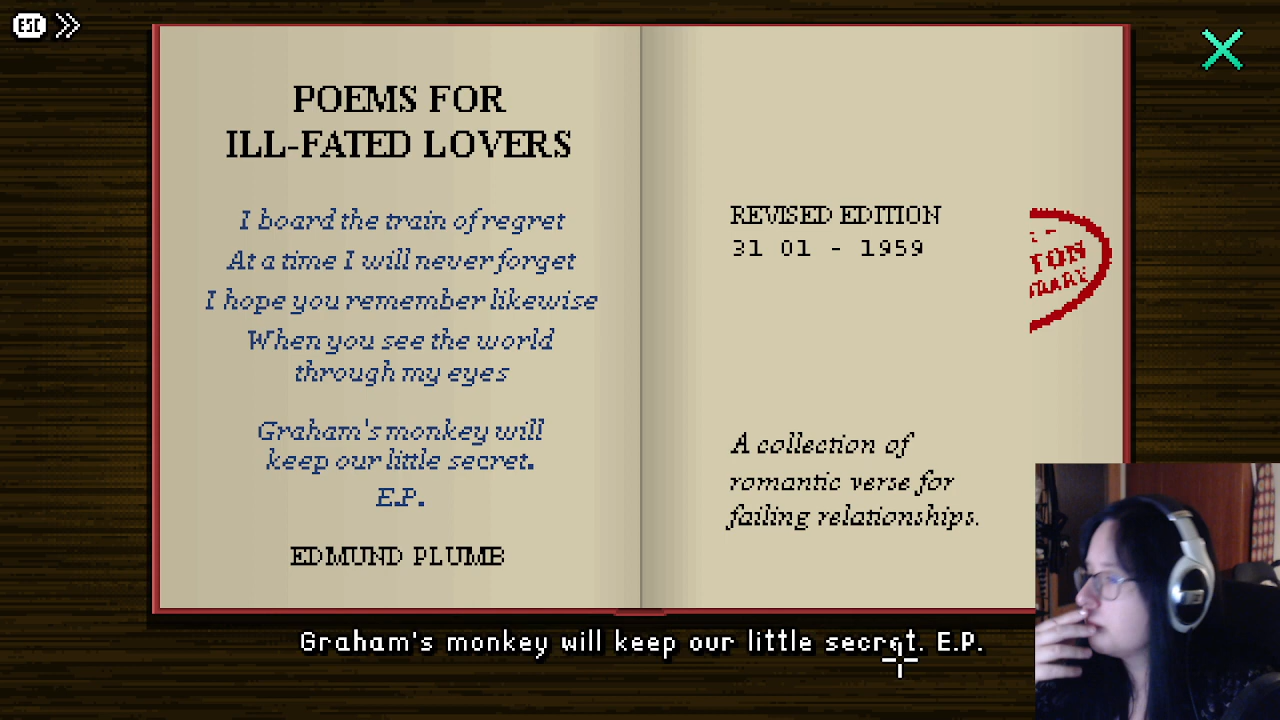 ESC
POEMS FOR
ILL-FATED LOVERS
I board the train of regret
At a time I will never forget
I hope you remember likewise
When you see the world
through my eyes
Graham's monkey will
keep our little secret.
E.P.
EDMUND PLUMB
REVISED EDITION
31 01 - 1959
A collection of
romantic verse for
failing relationships.
Graham's monkey will keep our little secret. E.P.